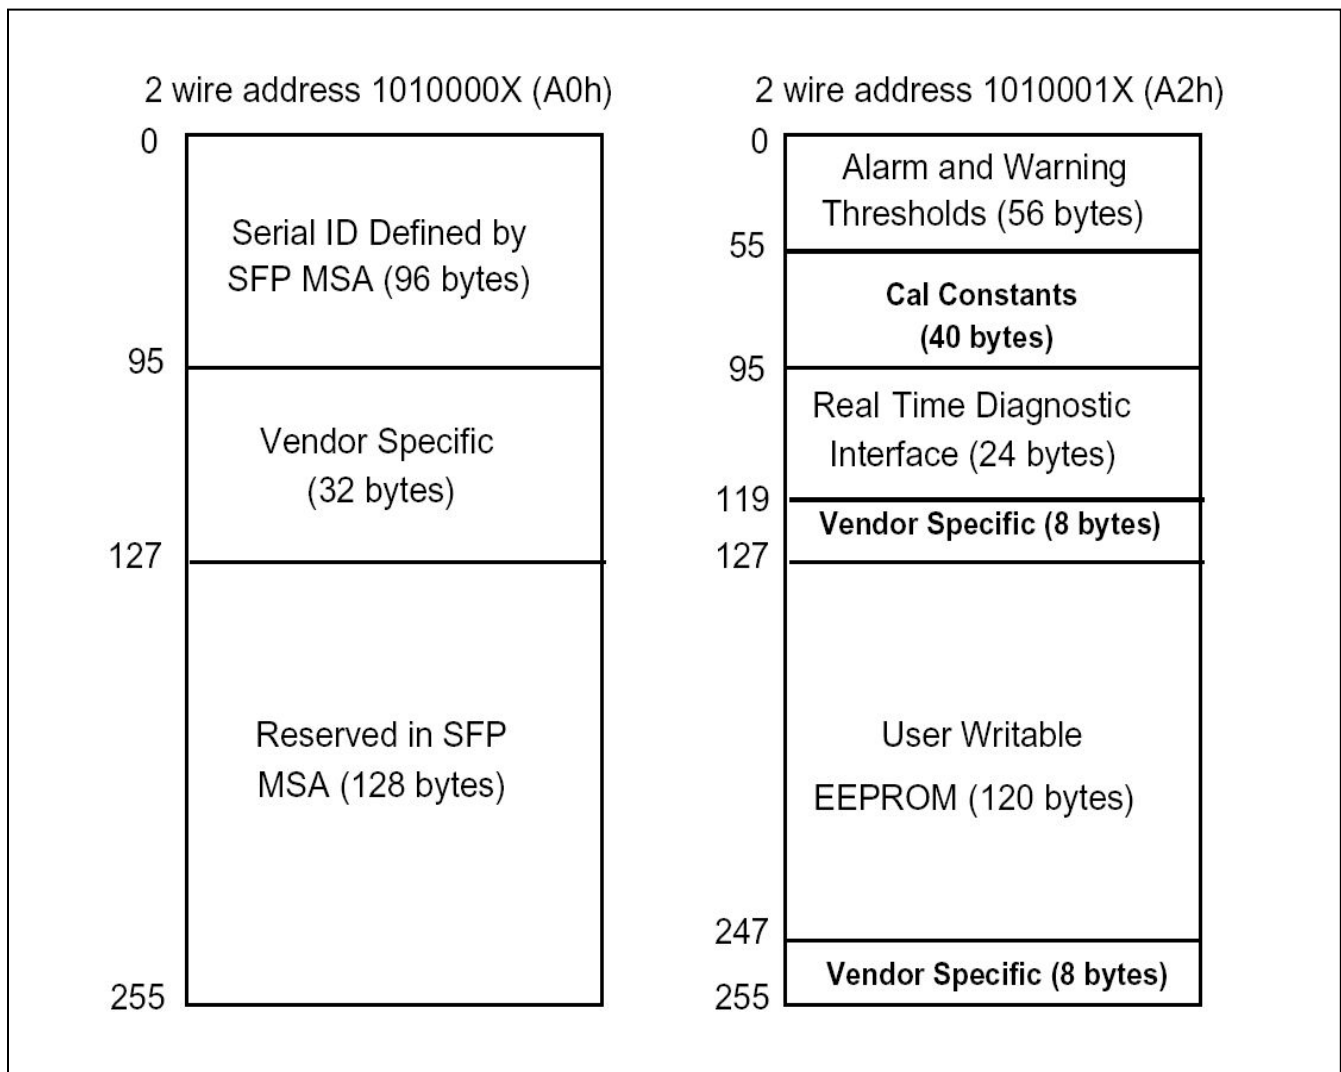 2 wire address 1010000X (A0h)
0
Serial ID Defined by
SFP MSA (96 bytes)
95
Vendor Specific
(32 bytes)
127
Reserved in SFP
MSA (128 bytes)
255
2 wire address 1010001X (A2h)
0
Alarm and Warning
Thresholds (56 bytes)
55
Cal Constants
(40 bytes)
95
Real Time Diagnostic
Interface (24 bytes)
119
Vendor Specific (8 bytes)
127
User Writable
EEPROM (120 bytes)
247
Vendor Specific (8 bytes)
255